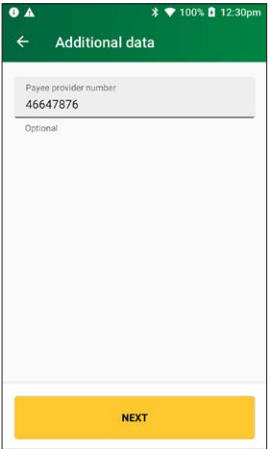 100% 12:30pm
Additional data
Payee provider number
46647876
Optional
NEXT